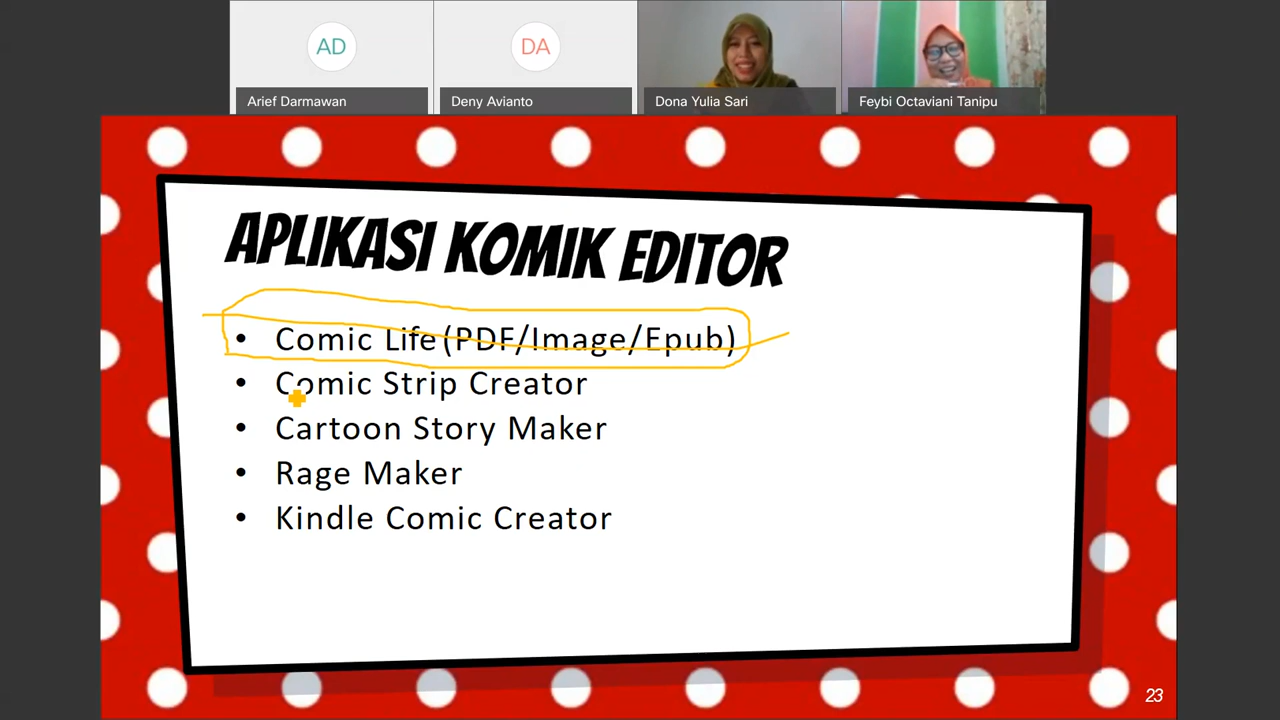 AD
DA
Arief Darmawan
Deny Avianto
Dona Yulia Sari
Feybi Octaviani Tanipu
APLIKASI KOMIK EDITOR
• Comic Life (PDF/Image/Epub)
• Comic Strip Creator
• Cartoon Story Maker
• Rage Maker
• Kindle Comic Creator
23